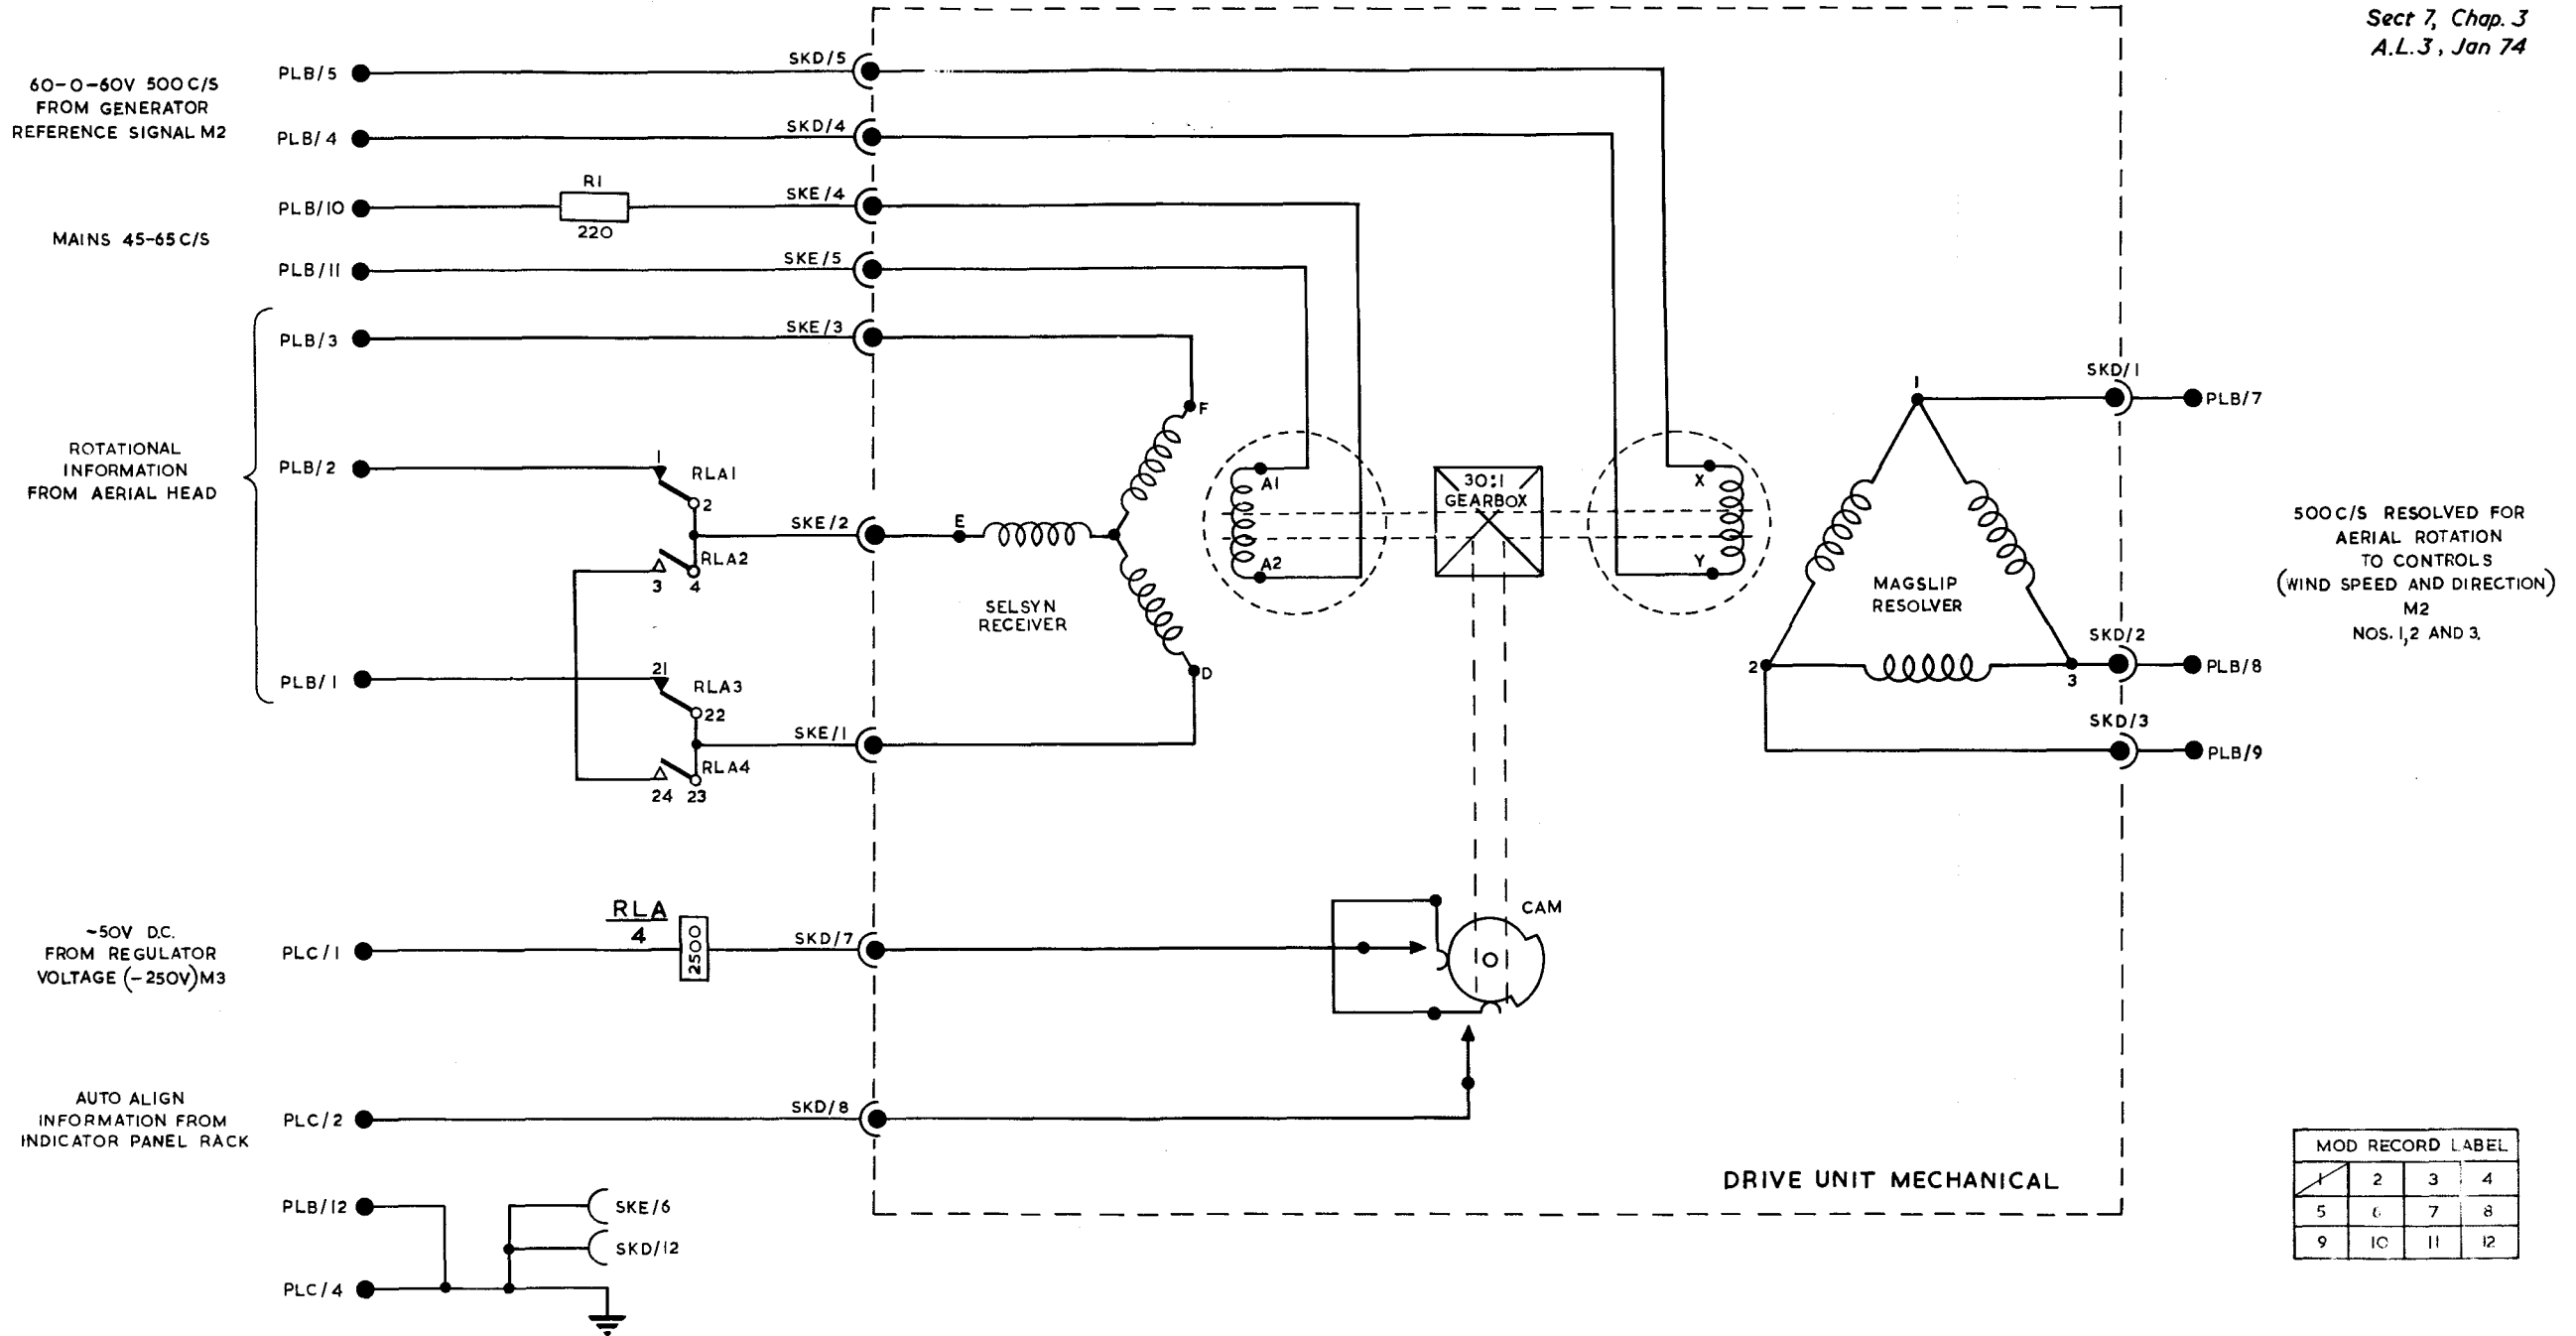 Sect 7, Chap. 3
A.L.3, Jan 74
60-0-60V 500 C/S
FROM GENERATOR
REFERENCE SIGNAL M2
PLB/5
SKD/5
PLB/4
SKD/4
MAINS 45-65 C/S
PLB/10
R1
220
SKE/4
PLB/11
SKE/5
ROTATIONAL
INFORMATION
FROM AERIAL HEAD
PLB/3
SKE/3
PLB/2
1
RLA1
2
RLA2
3
4
SKE/2
E
F
D
SELSYN
RECEIVER
PLB/1
21
RLA3
22
RLA4
24
23
SKE/1
A1
A2
30:1
GEARBOX
X
Y
1
2
3
MAGSLIP
RESOLVER
SKD/1
PLB/7
SKD/2
PLB/8
SKD/3
PLB/9
500 C/S RESOLVED FOR
AERIAL ROTATION
TO CONTROLS
(WIND SPEED AND DIRECTION)
M2
NOS. 1,2 AND 3.
-50V D.C.
FROM REGULATOR
VOLTAGE (-250V) M3
PLC/1
RLA
4
2500
SKD/7
CAM
AUTO ALIGN
INFORMATION FROM
INDICATOR PANEL RACK
PLC/2
SKD/8
DRIVE UNIT MECHANICAL
PLB/12
SKE/6
SKD/12
PLC/4
MOD RECORD LABEL
1 2 3 4
5 6 7 8
9 10 11 12